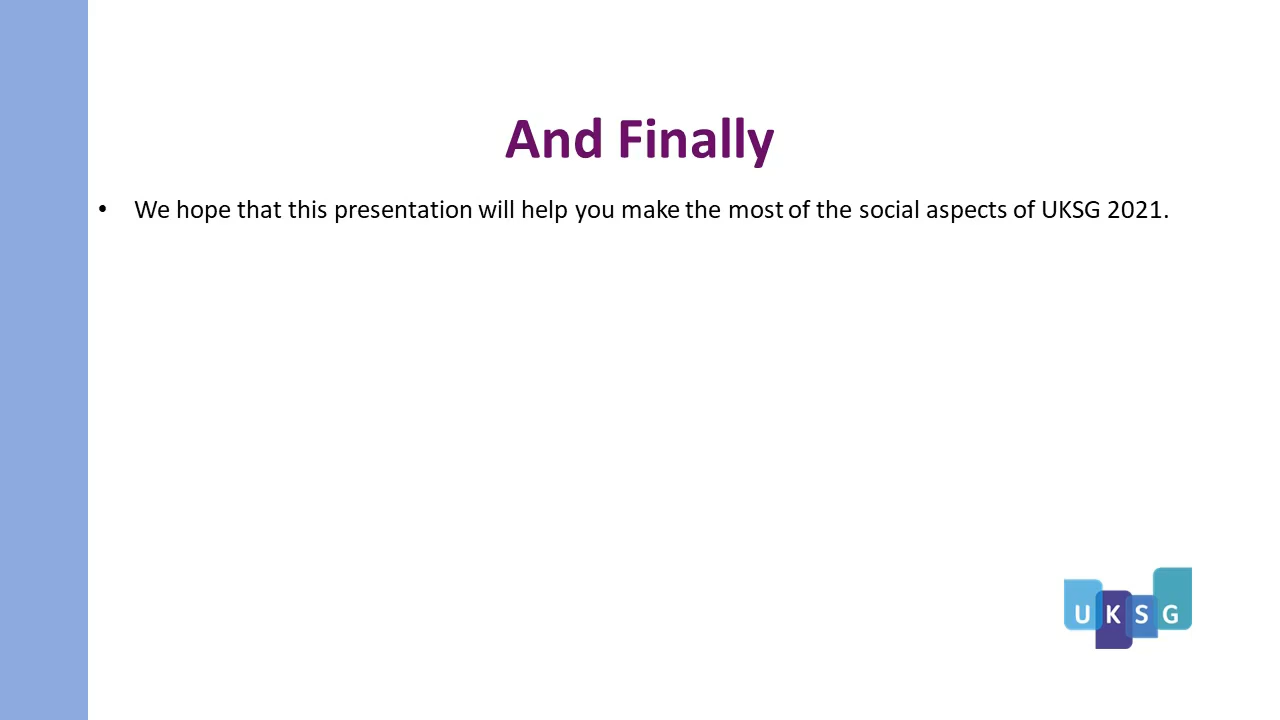 And Finally
• We hope that this presentation will help you make the most of the social aspects of UKSG 2021.
UKSG